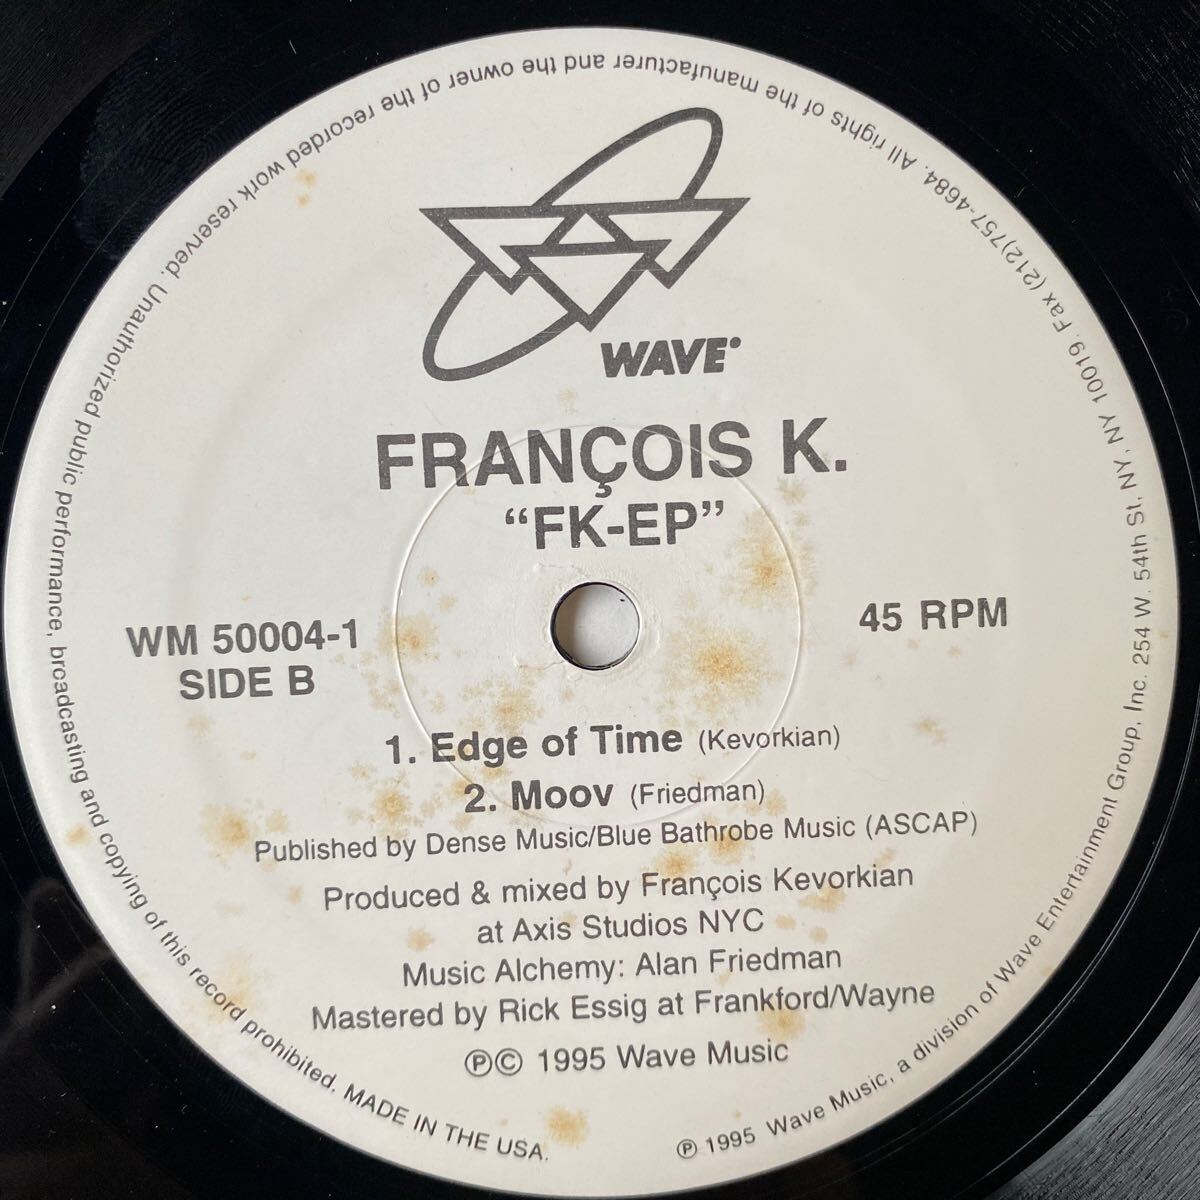 WAVE
FRANÇOIS K.
“FK-EP”
WM 50004-1
SIDE B
45 RPM
1. Edge of Time (Kevorkian)
2. Moov (Friedman)
Published by Dense Music/Blue Bathrobe Music (ASCAP)
Produced & mixed by François Kevorkian
at Axis Studios NYC
Music Alchemy: Alan Friedman
Mastered by Rick Essig at Frankford/Wayne
ⓅⒸ 1995 Wave Music
Ⓟ 1995 Wave Music, a division of Wave Entertainment Group, Inc. 254 W. 54th St. NY, NY 10019. Fax (212)757-4684. All rights of the manufacturer and the owner of the recorded work reserved. Unauthorized public performance, broadcasting and copying of this record prohibited. MADE IN THE USA.